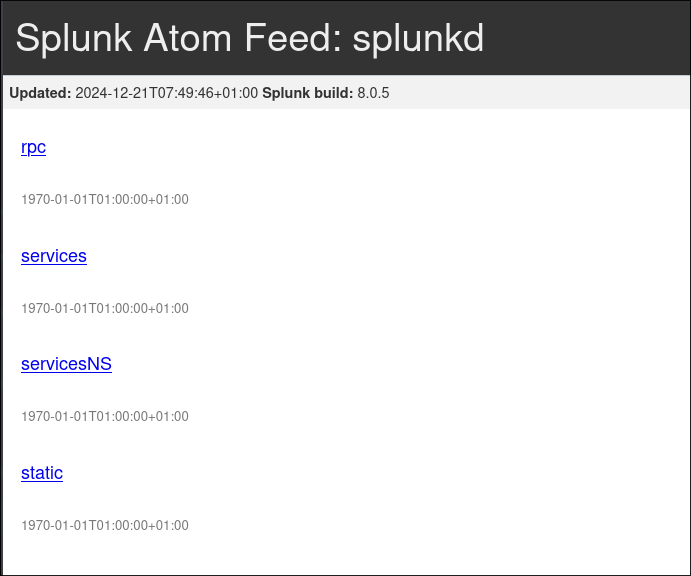 Splunk Atom Feed: splunkd
Updated: 2024-12-21T07:49:46+01:00 Splunk build: 8.0.5
rpc
1970-01-01T01:00:00+01:00
services
1970-01-01T01:00:00+01:00
servicesNS
1970-01-01T01:00:00+01:00
static
1970-01-01T01:00:00+01:00